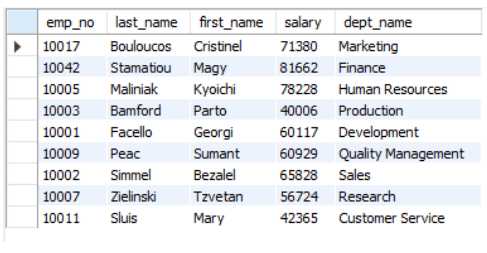 emp_no last_name first_name salary dept_name
10017 Bouloucos Cristinel 71380 Marketing
10042 Stamatiou Magy 81662 Finance
10005 Maliniak Kyoichi 78228 Human Resources
10003 Bamford Parto 40006 Production
10001 Facello Georgi 60117 Development
10009 Peac Sumant 60929 Quality Management
10002 Simmel Bezalel 65828 Sales
10007 Zielinski Tzvetan 56724 Research
10011 Sluis Mary 42365 Customer Service